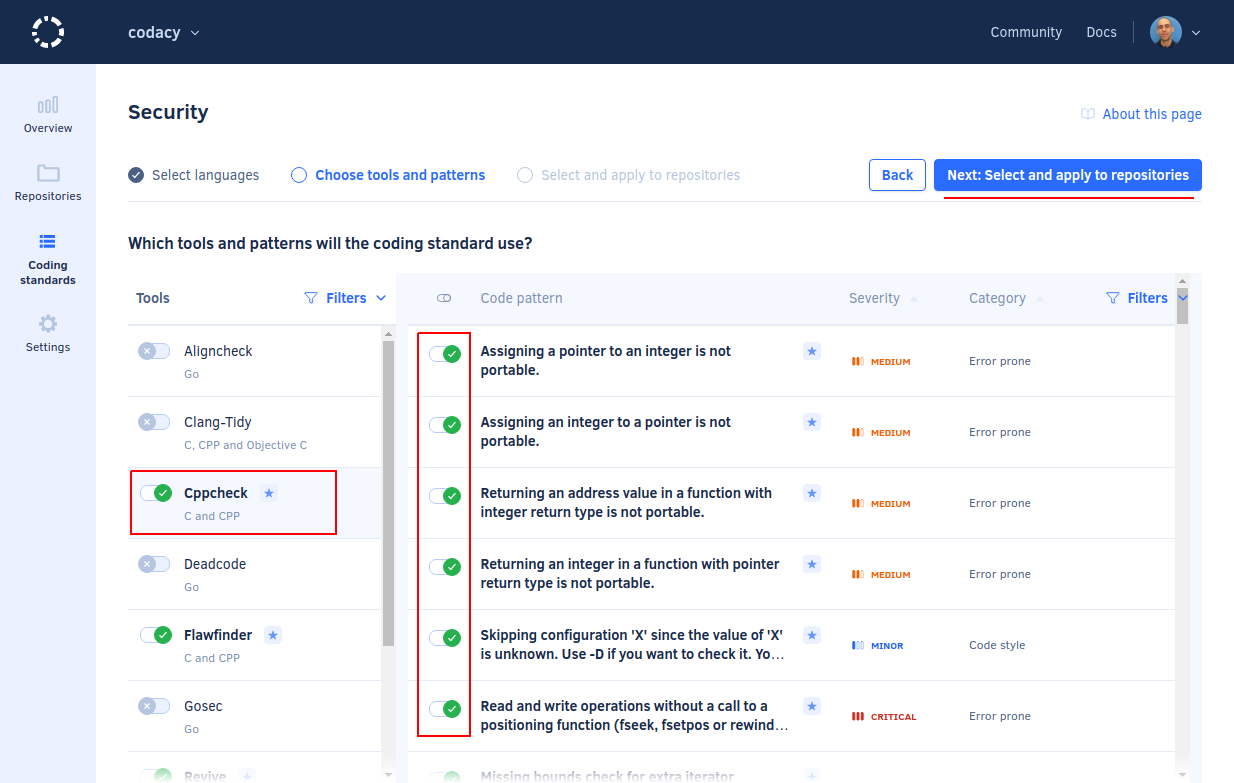 codacy
Community
Docs
Overview
Repositories
Coding
standards
Settings
Security
About this page
Select languages
Choose tools and patterns
Select and apply to repositories
Back
Next: Select and apply to repositories
Which tools and patterns will the coding standard use?
Tools
Filters
Code pattern
Severity
Category
Filters
Aligncheck
Go
Clang-Tidy
C, CPP and Objective C
Cppcheck
C and CPP
Deadcode
Go
Flawfinder
C and CPP
Gosec
Go
Revive
Assigning a pointer to an integer is not
portable.
MEDIUM
Error prone
Assigning an integer to a pointer is not
portable.
MEDIUM
Error prone
Returning an address value in a function with
integer return type is not portable.
MEDIUM
Error prone
Returning an integer in a function with pointer
return type is not portable.
MEDIUM
Error prone
Skipping configuration 'X' since the value of 'X'
is unknown. Use -D if you want to check it. Yo...
MINOR
Code style
Read and write operations without a call to a
positioning function (fseek, fsetpos or rewind...
CRITICAL
Error prone
Missing bounds check for extra iterator